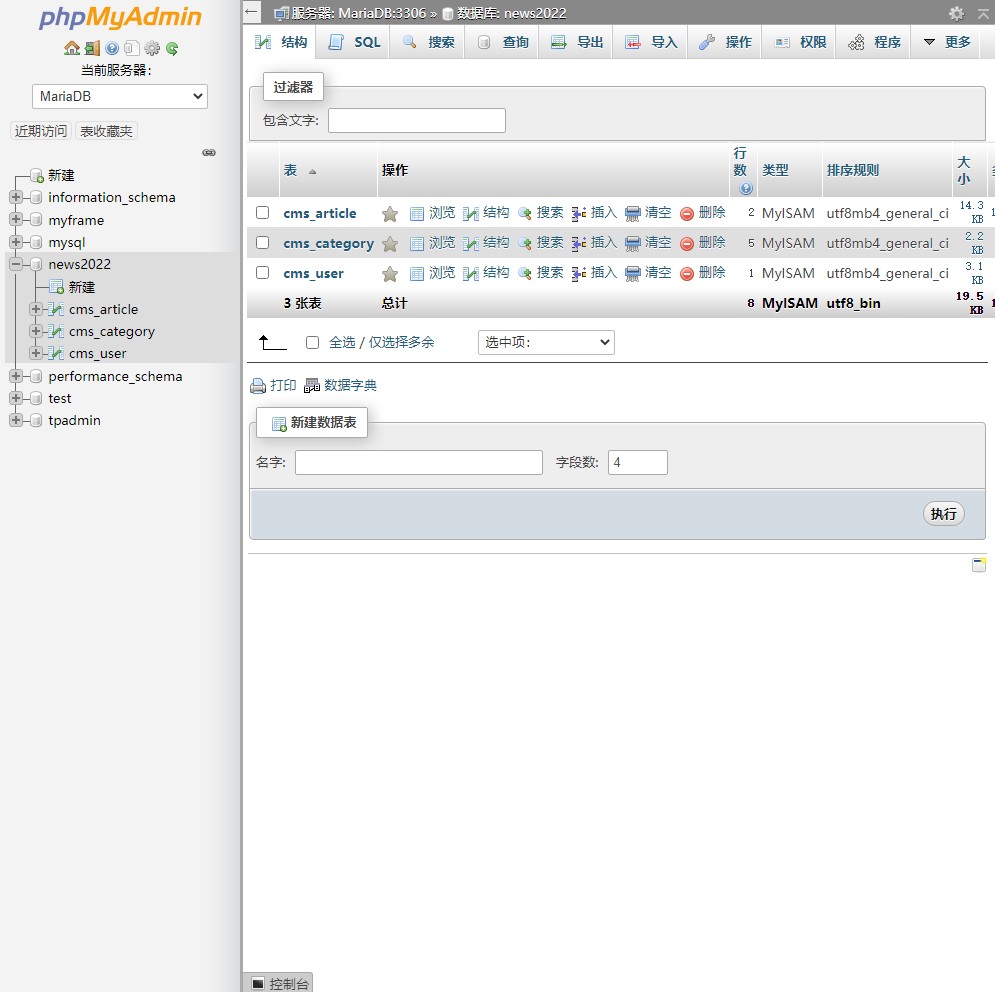 phpMyAdmin
当前服务器:
MariaDB
近期访问 表收藏夹
新建
information_schema
myframe
mysql
news2022
新建
cms_article
cms_category
cms_user
performance_schema
test
tpadmin
服务器: MariaDB:3306 » 数据库: news2022
结构 SQL 搜索 查询 导出 导入 操作 权限 程序 更多
过滤器
包含文字:
表 操作 行数 类型 排序规则 大小
cms_article 浏览 结构 搜索 插入 清空 删除 2 MyISAM utf8mb4_general_ci 14.3 KB
cms_category 浏览 结构 搜索 插入 清空 删除 5 MyISAM utf8mb4_general_ci 2.2 KB
cms_user 浏览 结构 搜索 插入 清空 删除 1 MyISAM utf8mb4_general_ci 3.1 KB
3 张表 总计 8 MyISAM utf8_bin 19.5 KB
全选 / 仅选择多余 选中项:
打印 数据字典
新建数据表
名字: 字段数: 4
执行
控制台